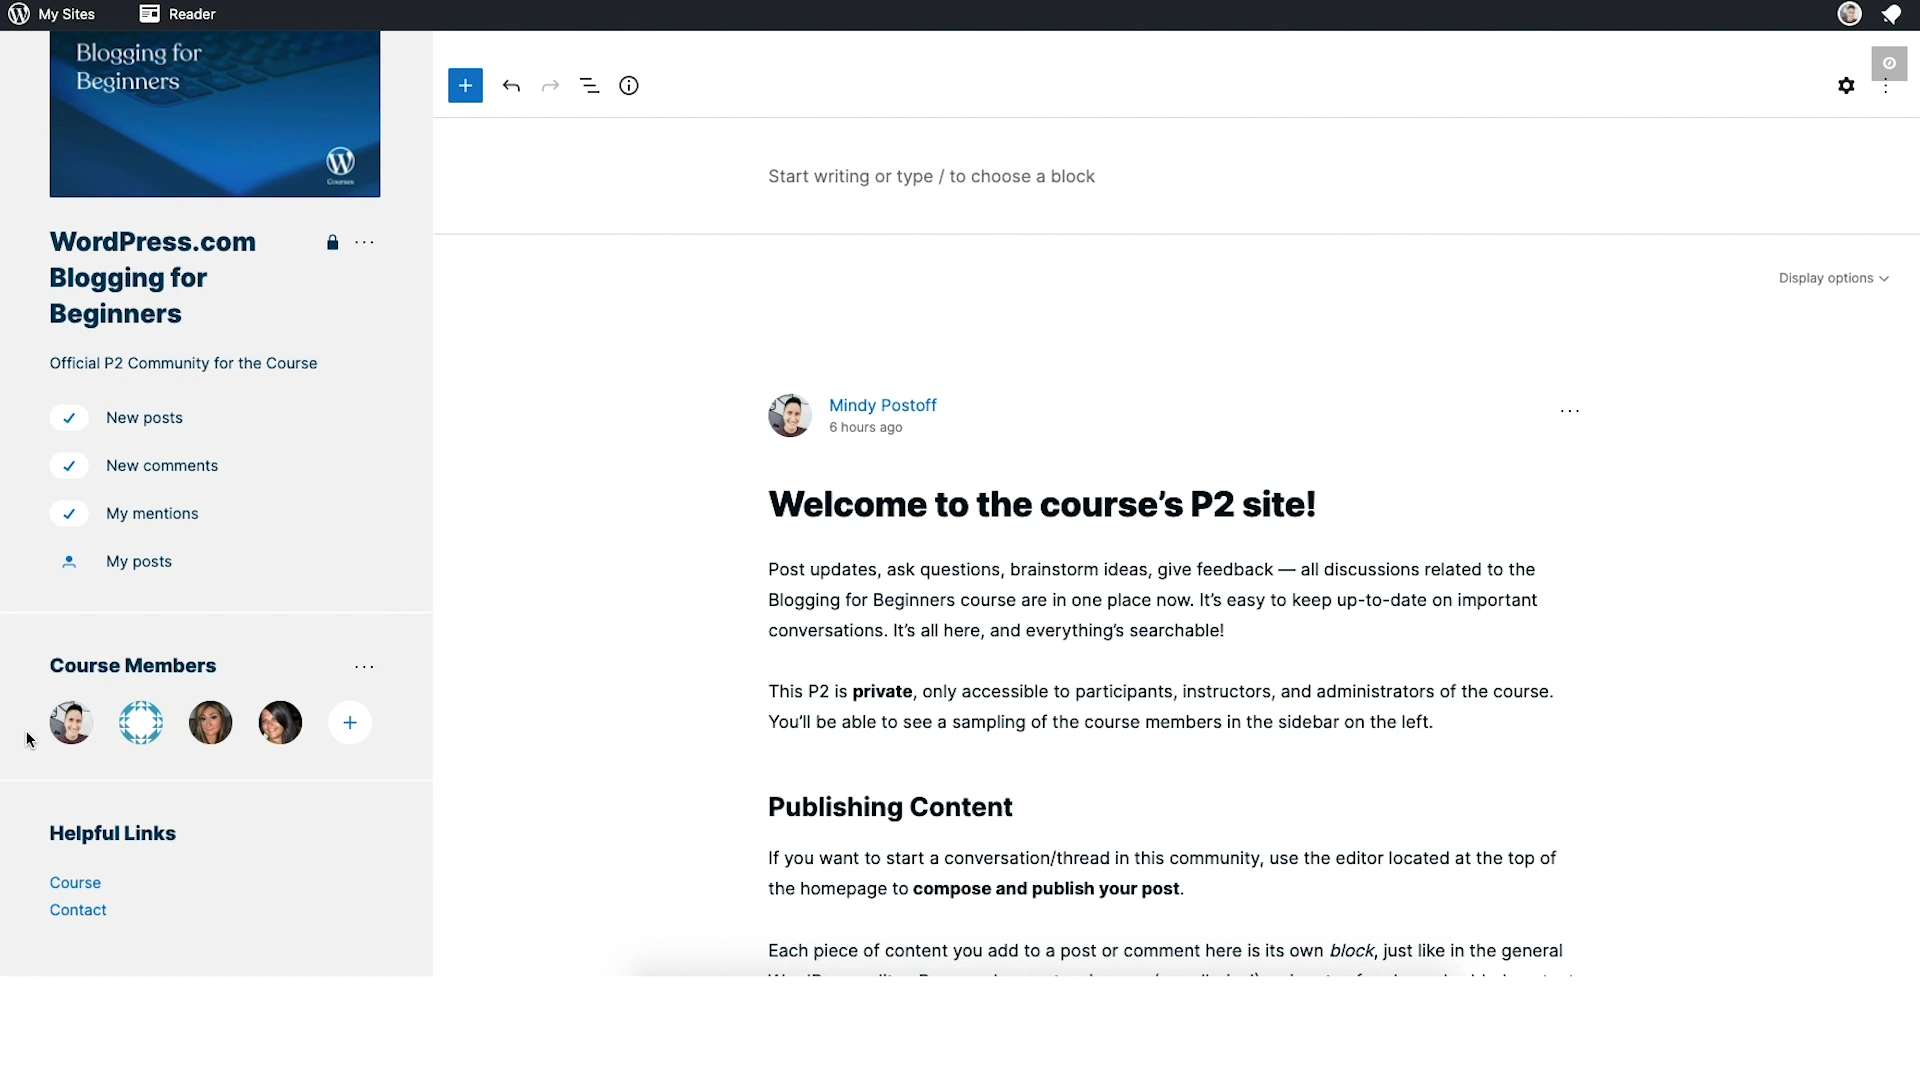 My Sites
Reader
Blogging for
Beginners
Courses
WordPress.com
Blogging for
Beginners
Official P2 Community for the Course
New posts
New comments
My mentions
My posts
Course Members
Helpful Links
Course
Contact
Start writing or type / to choose a block
Display options
Mindy Postoff
6 hours ago
Welcome to the course’s P2 site!
Post updates, ask questions, brainstorm ideas, give feedback — all discussions related to the
Blogging for Beginners course are in one place now. It’s easy to keep up-to-date on important
conversations. It’s all here, and everything’s searchable!
This P2 is private, only accessible to participants, instructors, and administrators of the course.
You’ll be able to see a sampling of the course members in the sidebar on the left.
Publishing Content
If you want to start a conversation/thread in this community, use the editor located at the top of
the homepage to compose and publish your post.
Each piece of content you add to a post or comment here is its own block, just like in the general